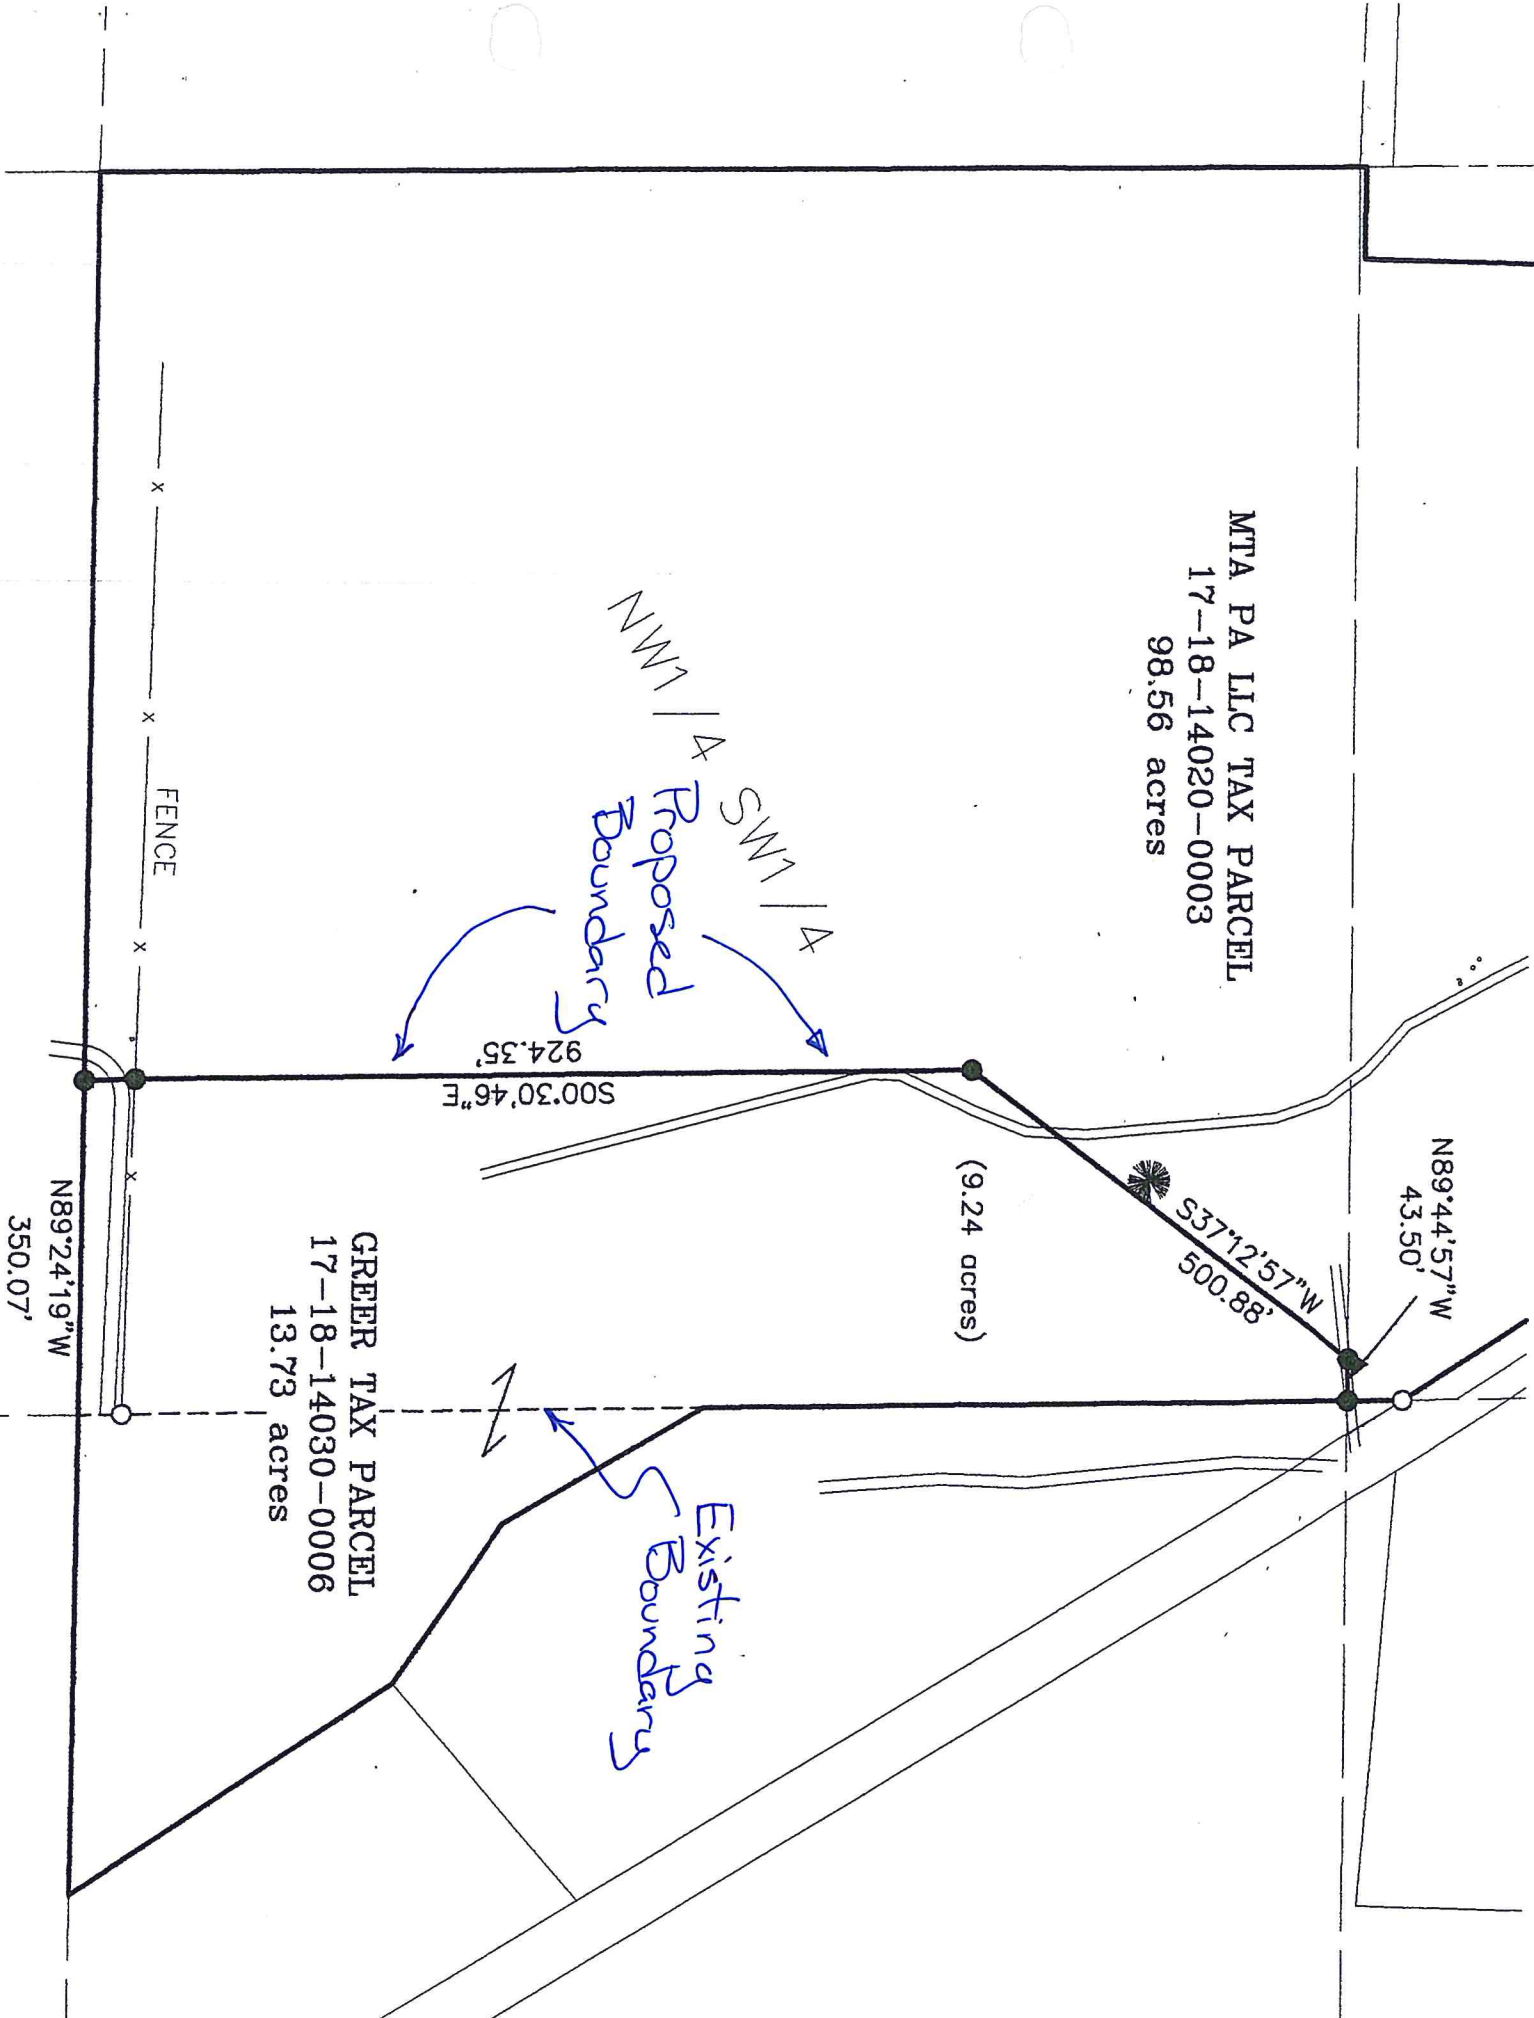 N89°44'57"W
43.50'
MTA PA LLC TAX PARCEL
17-18-14020-0003
98.56 acres
S37°12'57"W
500.88'
(9.24 acres)
NW1/4 SW1/4
Proposed
Boundary
924.35'
S00°30'46"E
Existing
Boundary
GREER TAX PARCEL
17-18-14030-0006
13.73 acres
FENCE
x
x
x
x
N89°24'19"W
350.07'